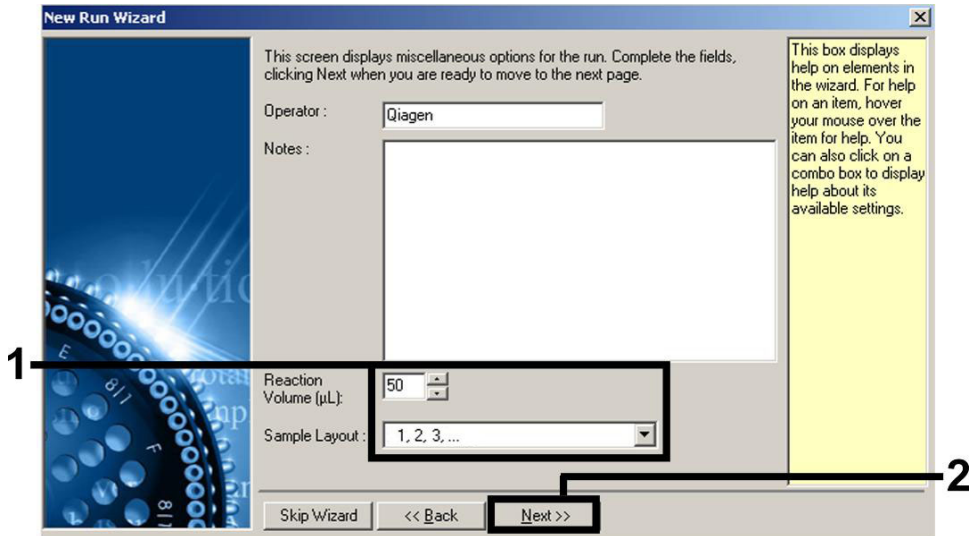 New Run Wizard
This screen displays miscellaneous options for the run. Complete the fields,
clicking Next when you are ready to move to the next page.
Operator :
Qiagen
Notes :
This box displays
help on elements in
the wizard. For help
on an item, hover
your mouse over the
item for help. You
can also click on a
combo box to display
help about its
available settings.
1
Reaction
Volume (µL):
50
Sample Layout :
1, 2, 3, ...
2
Skip Wizard
<< Back
Next >>
E
8|1
F
8|1